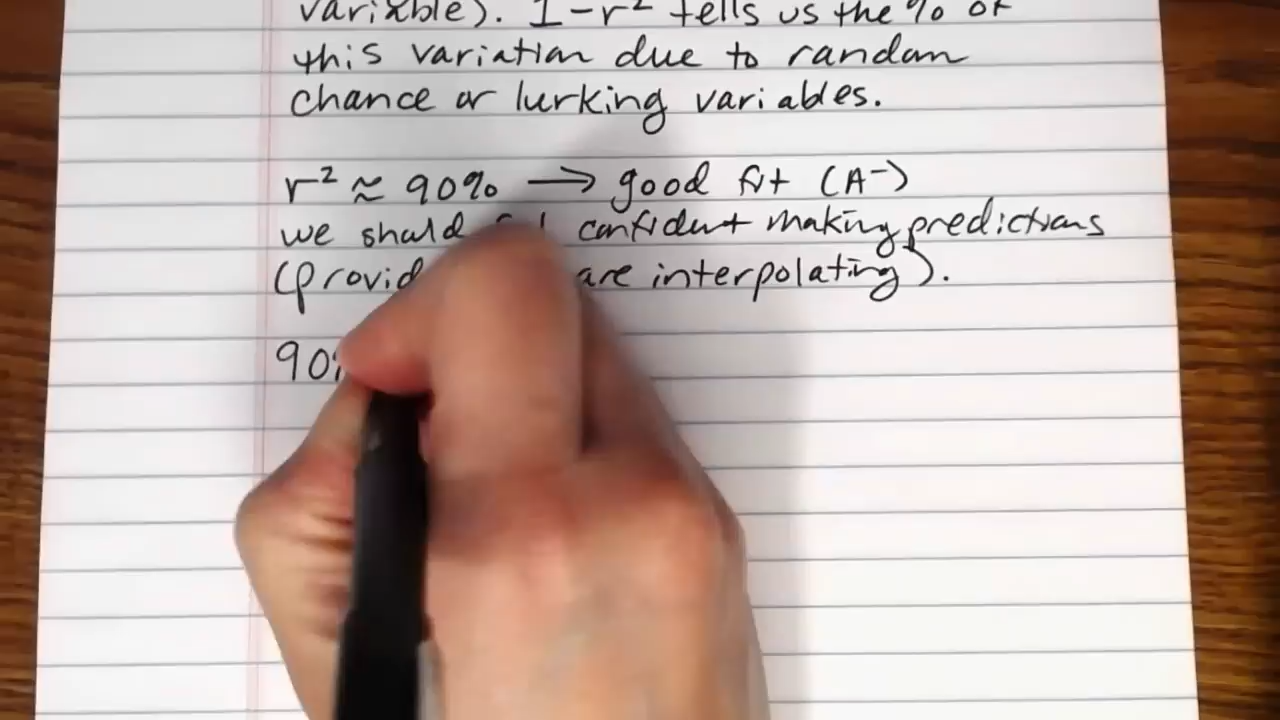 variable). 1-r² tells us the % of
this variation due to random
chance or lurking variables.
r² ≈ 90% → good fit (A-)
we should confident making predictions
are interpolating).
90%